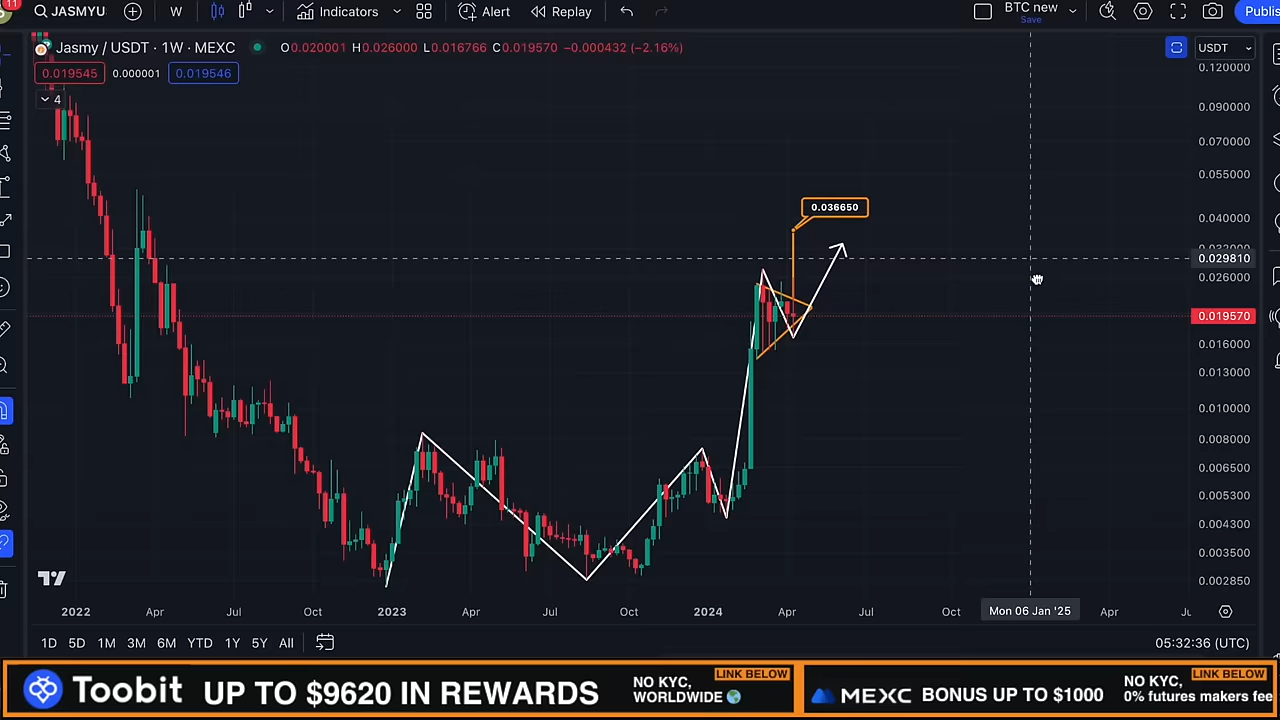 11
JASMYU
W
Indicators
Alert
Replay
BTC new
Save
Publis
Jasmy / USDT · 1W · MEXC
O0.020001 H0.026000 L0.016766 C0.019570 −0.000432 (−2.16%)
USDT
0.019545
0.000001
0.019546
4
0.120000
0.090000
0.070000
0.055000
0.040000
0.036650
0.029810
0.026000
0.019570
0.016000
0.013000
0.010000
0.008000
0.006500
0.005300
0.004300
0.003500
0.002850
2022
Apr
Jul
Oct
2023
Apr
Jul
Oct
2024
Apr
Jul
Oct
Mon 06 Jan '25
Apr
1D
5D
1M
3M
6M
YTD
1Y
5Y
All
05:32:36 (UTC)
Toobit
UP TO $9620 IN REWARDS
NO KYC,
WORLDWIDE
LINK BELOW
MEXC
BONUS UP TO $1000
NO KYC,
0% futures makers fee
LINK BELOW